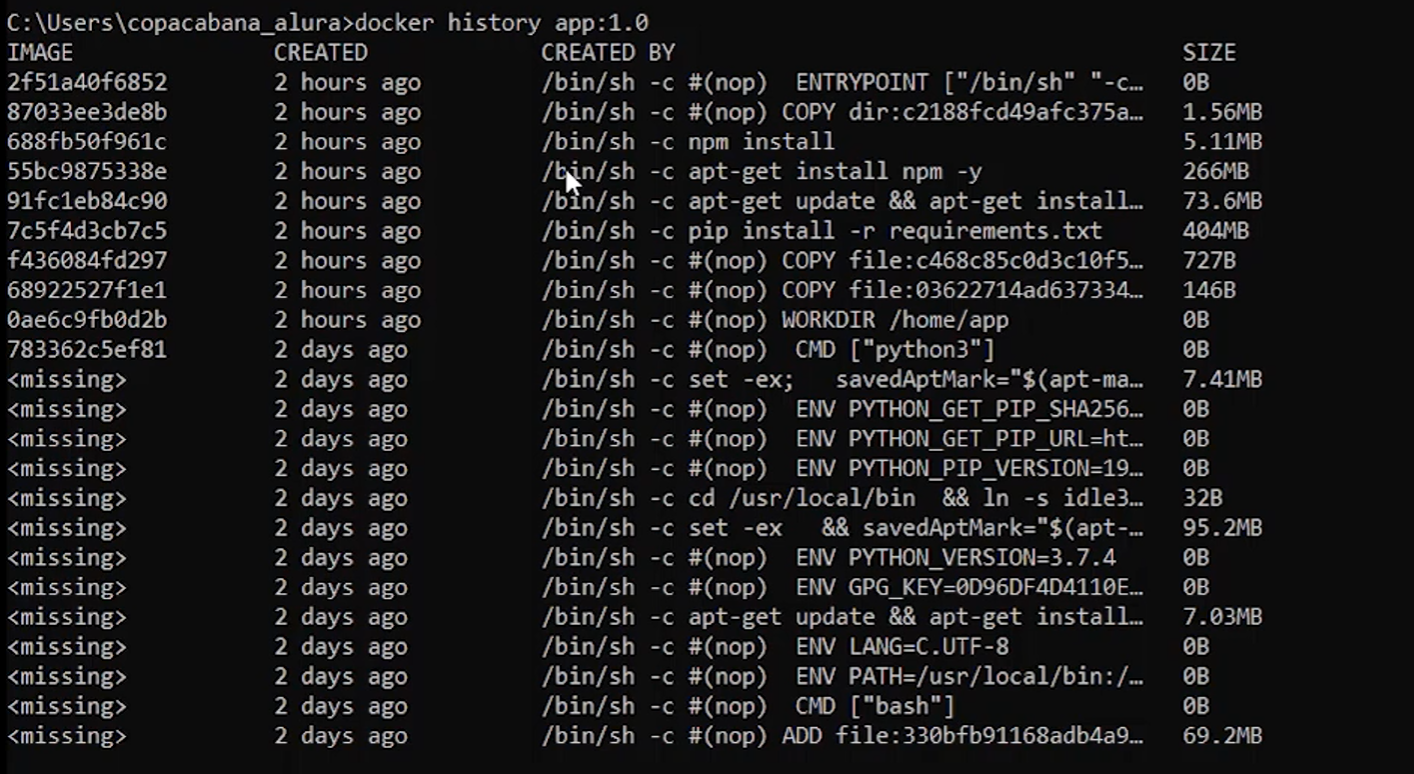 C:\Users\copacabana_alura>docker history app:1.0
IMAGE CREATED CREATED BY SIZE
2f51a40f6852 2 hours ago /bin/sh -c #(nop)  ENTRYPOINT ["/bin/sh" "-c… 0B
87033ee3de8b 2 hours ago /bin/sh -c #(nop) COPY dir:c2188fcd49afc375a… 1.56MB
688fb50f961c 2 hours ago /bin/sh -c npm install 5.11MB
55bc9875338e 2 hours ago /bin/sh -c apt-get install npm -y 266MB
91fc1eb84c90 2 hours ago /bin/sh -c apt-get update && apt-get install… 73.6MB
7c5f4d3cb7c5 2 hours ago /bin/sh -c pip install -r requirements.txt 404MB
f436084fd297 2 hours ago /bin/sh -c #(nop) COPY file:c468c85c0d3c10f5… 727B
68922527f1e1 2 hours ago /bin/sh -c #(nop) COPY file:03622714ad637334… 146B
0ae6c9fb0d2b 2 hours ago /bin/sh -c #(nop) WORKDIR /home/app 0B
783362c5ef81 2 days ago /bin/sh -c #(nop)  CMD ["python3"] 0B
<missing> 2 days ago /bin/sh -c set -ex;   savedAptMark="$(apt-ma… 7.41MB
<missing> 2 days ago /bin/sh -c #(nop)  ENV PYTHON_GET_PIP_SHA256… 0B
<missing> 2 days ago /bin/sh -c #(nop)  ENV PYTHON_GET_PIP_URL=ht… 0B
<missing> 2 days ago /bin/sh -c #(nop)  ENV PYTHON_PIP_VERSION=19… 0B
<missing> 2 days ago /bin/sh -c cd /usr/local/bin  && ln -s idle3… 32B
<missing> 2 days ago /bin/sh -c set -ex   && savedAptMark="$(apt-… 95.2MB
<missing> 2 days ago /bin/sh -c #(nop)  ENV PYTHON_VERSION=3.7.4 0B
<missing> 2 days ago /bin/sh -c #(nop)  ENV GPG_KEY=0D96DF4D4110E… 0B
<missing> 2 days ago /bin/sh -c apt-get update && apt-get install… 7.03MB
<missing> 2 days ago /bin/sh -c #(nop)  ENV LANG=C.UTF-8 0B
<missing> 2 days ago /bin/sh -c #(nop)  ENV PATH=/usr/local/bin:/… 0B
<missing> 2 days ago /bin/sh -c #(nop)  CMD ["bash"] 0B
<missing> 2 days ago /bin/sh -c #(nop) ADD file:330bfb91168adb4a9… 69.2MB